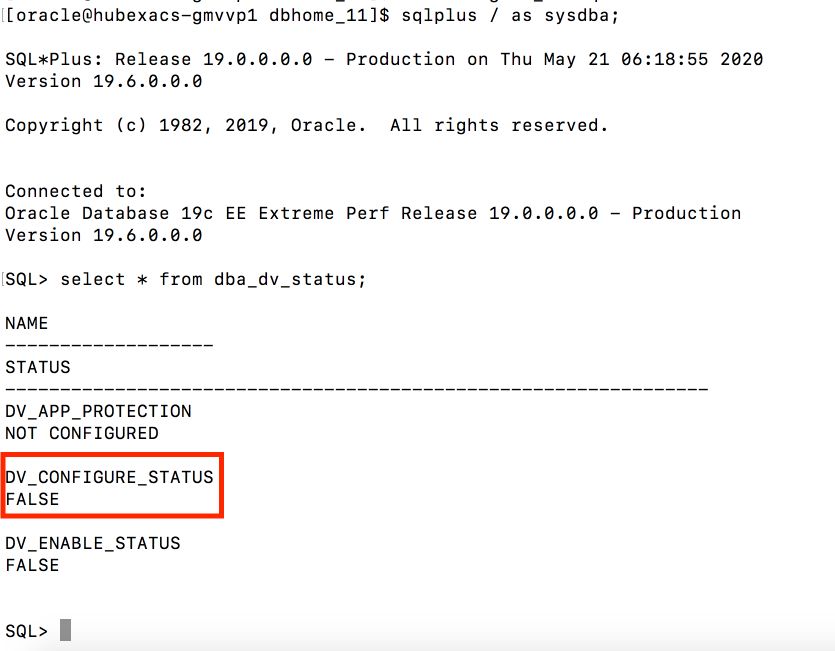 [oracle@hubexacs-gmvvp1 dbhome_11]$ sqlplus / as sysdba;
SQL*Plus: Release 19.0.0.0.0 - Production on Thu May 21 06:18:55 2020
Version 19.6.0.0.0
Copyright (c) 1982, 2019, Oracle.  All rights reserved.
Connected to:
Oracle Database 19c EE Extreme Perf Release 19.0.0.0.0 - Production
Version 19.6.0.0.0
SQL> select * from dba_dv_status;
NAME
-------------------
STATUS
----------------------------------------------------------------
DV_APP_PROTECTION
NOT CONFIGURED
DV_CONFIGURE_STATUS
FALSE
DV_ENABLE_STATUS
FALSE
SQL>